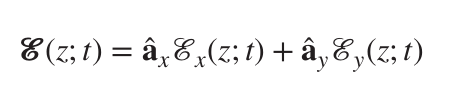 𝓔(z; t) = â_x ℰ_x(z; t) + â_y ℰ_y(z; t)